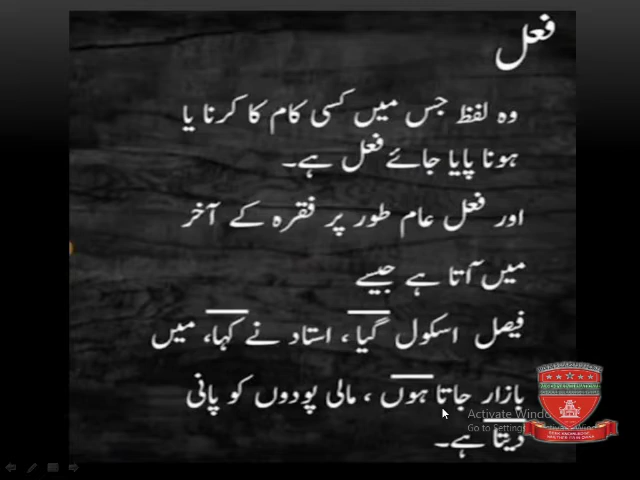 فعل
وہ لفظ جس میں کسی کام کا کرنا یا
ہونا پایا جائے فعل ہے۔
اور فعل عام طور پر فقرہ کے آخر
میں آتا ہے جیسے
فیصل اسکول گیا، استاد نے کہا، میں
بازار جاتا ہوں، مالی پودوں کو پانی
دیتا ہے۔
Activate Windo
Go to Setting